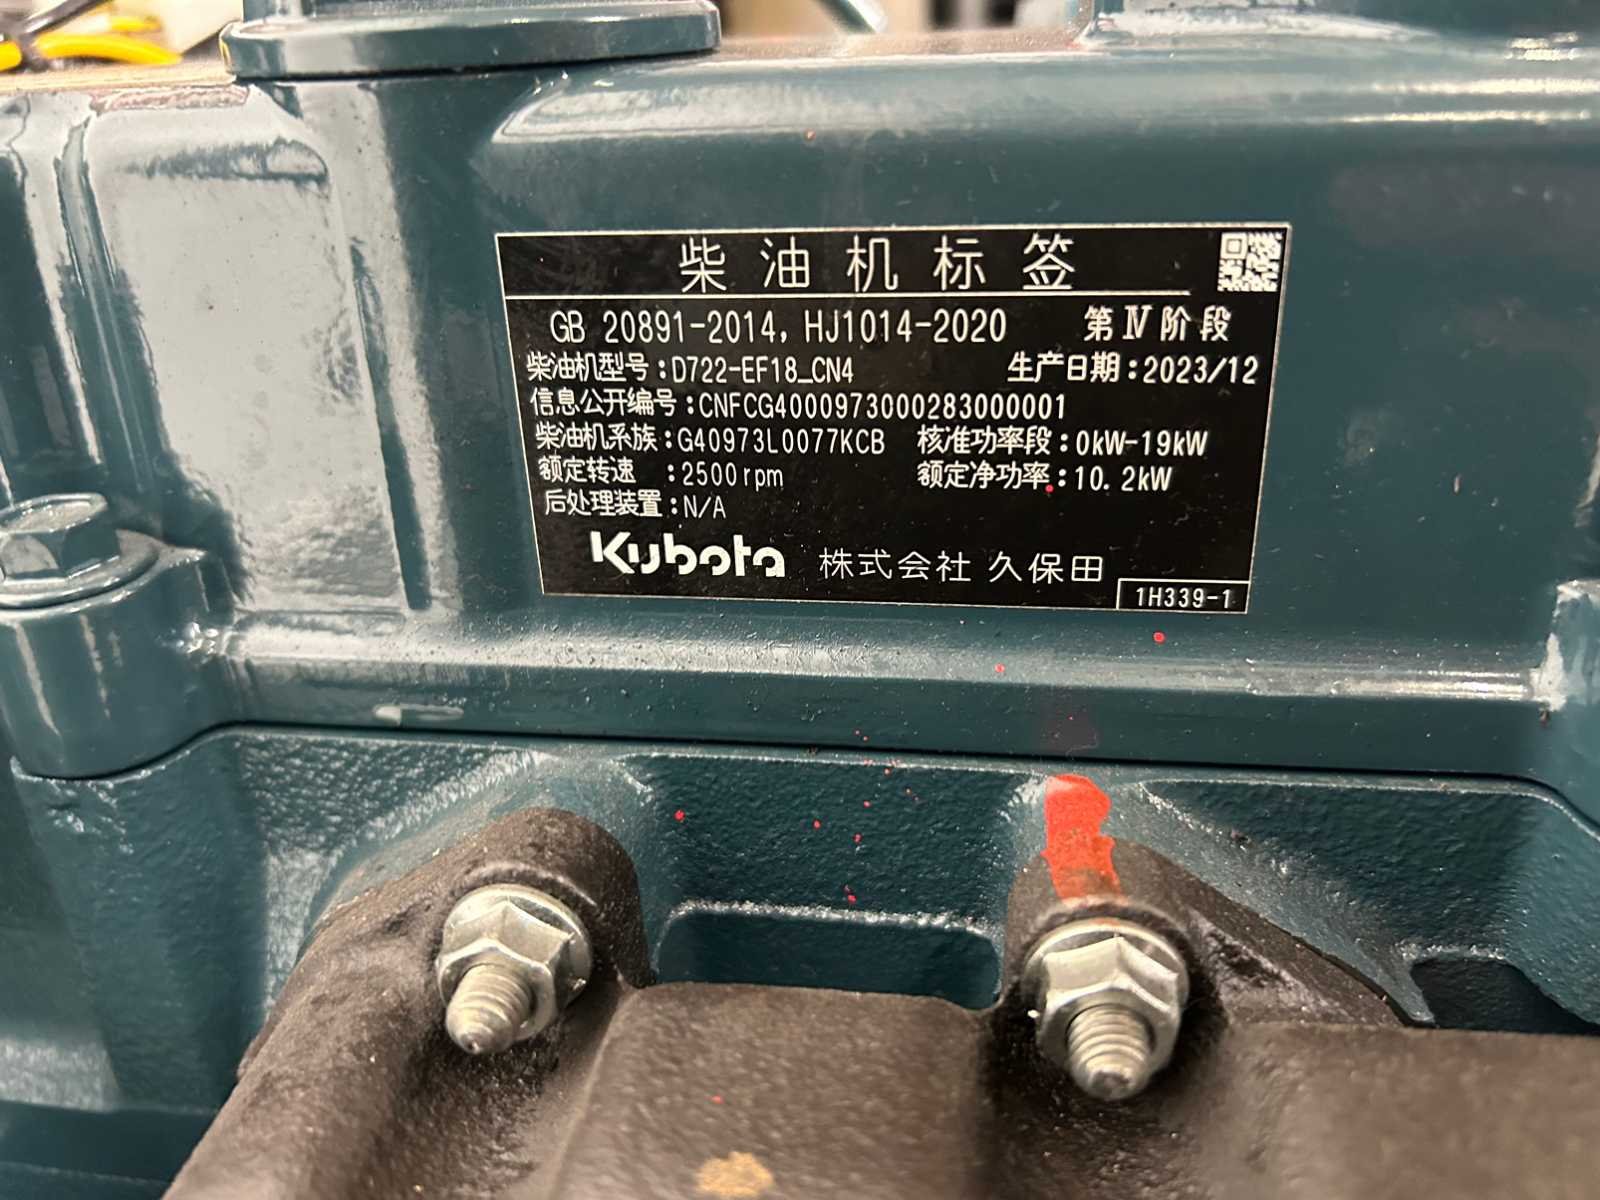 柴油机标签
GB 20891-2014, HJ1014-2020 第Ⅳ阶段
柴油机型号:D722-EF18_CN4 生产日期:2023/12
信息公开编号:CNFCG40009730002830000​01
柴油机系族:G40973L0077KCB 核准功率段:0kW-19kW
额定转速 :2500rpm 额定净功率:10.2kW
后处理装置:N/A
Kubota 株式会社 久保田
1H339-1